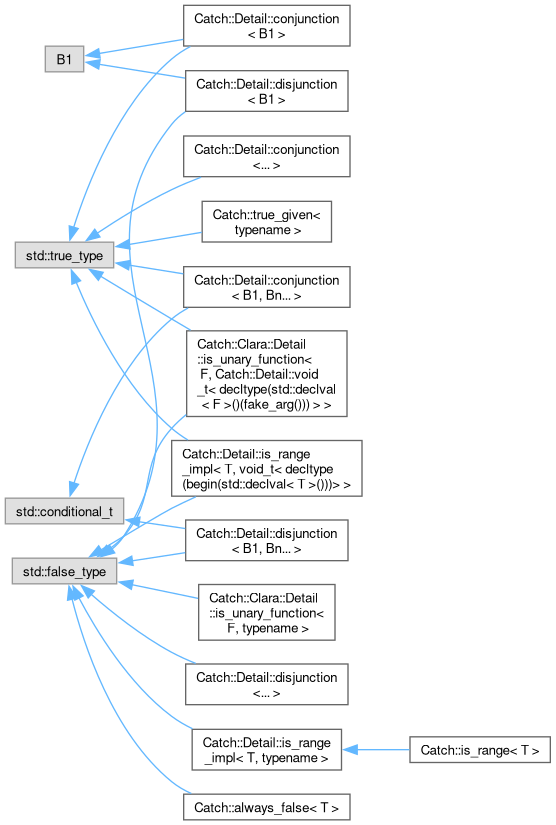 Catch::Detail::conjunction
< B1 >
B1
Catch::Detail::disjunction
< B1 >
Catch::Detail::conjunction
<... >
Catch::true_given<
typename >
std::true_type
Catch::Detail::conjunction
< B1, Bn... >
Catch::Clara::Detail
::is_unary_function<
F, Catch::Detail::void
_t< decltype(std::declval
< F >()(fake_arg())) > >
Catch::Detail::is_range
_impl< T, void_t< decltype
(begin(std::declval< T >()))> >
std::conditional_t
Catch::Detail::disjunction
< B1, Bn... >
std::false_type
Catch::Clara::Detail
::is_unary_function<
F, typename >
Catch::Detail::disjunction
<... >
Catch::Detail::is_range
_impl< T, typename >
Catch::is_range< T >
Catch::always_false< T >